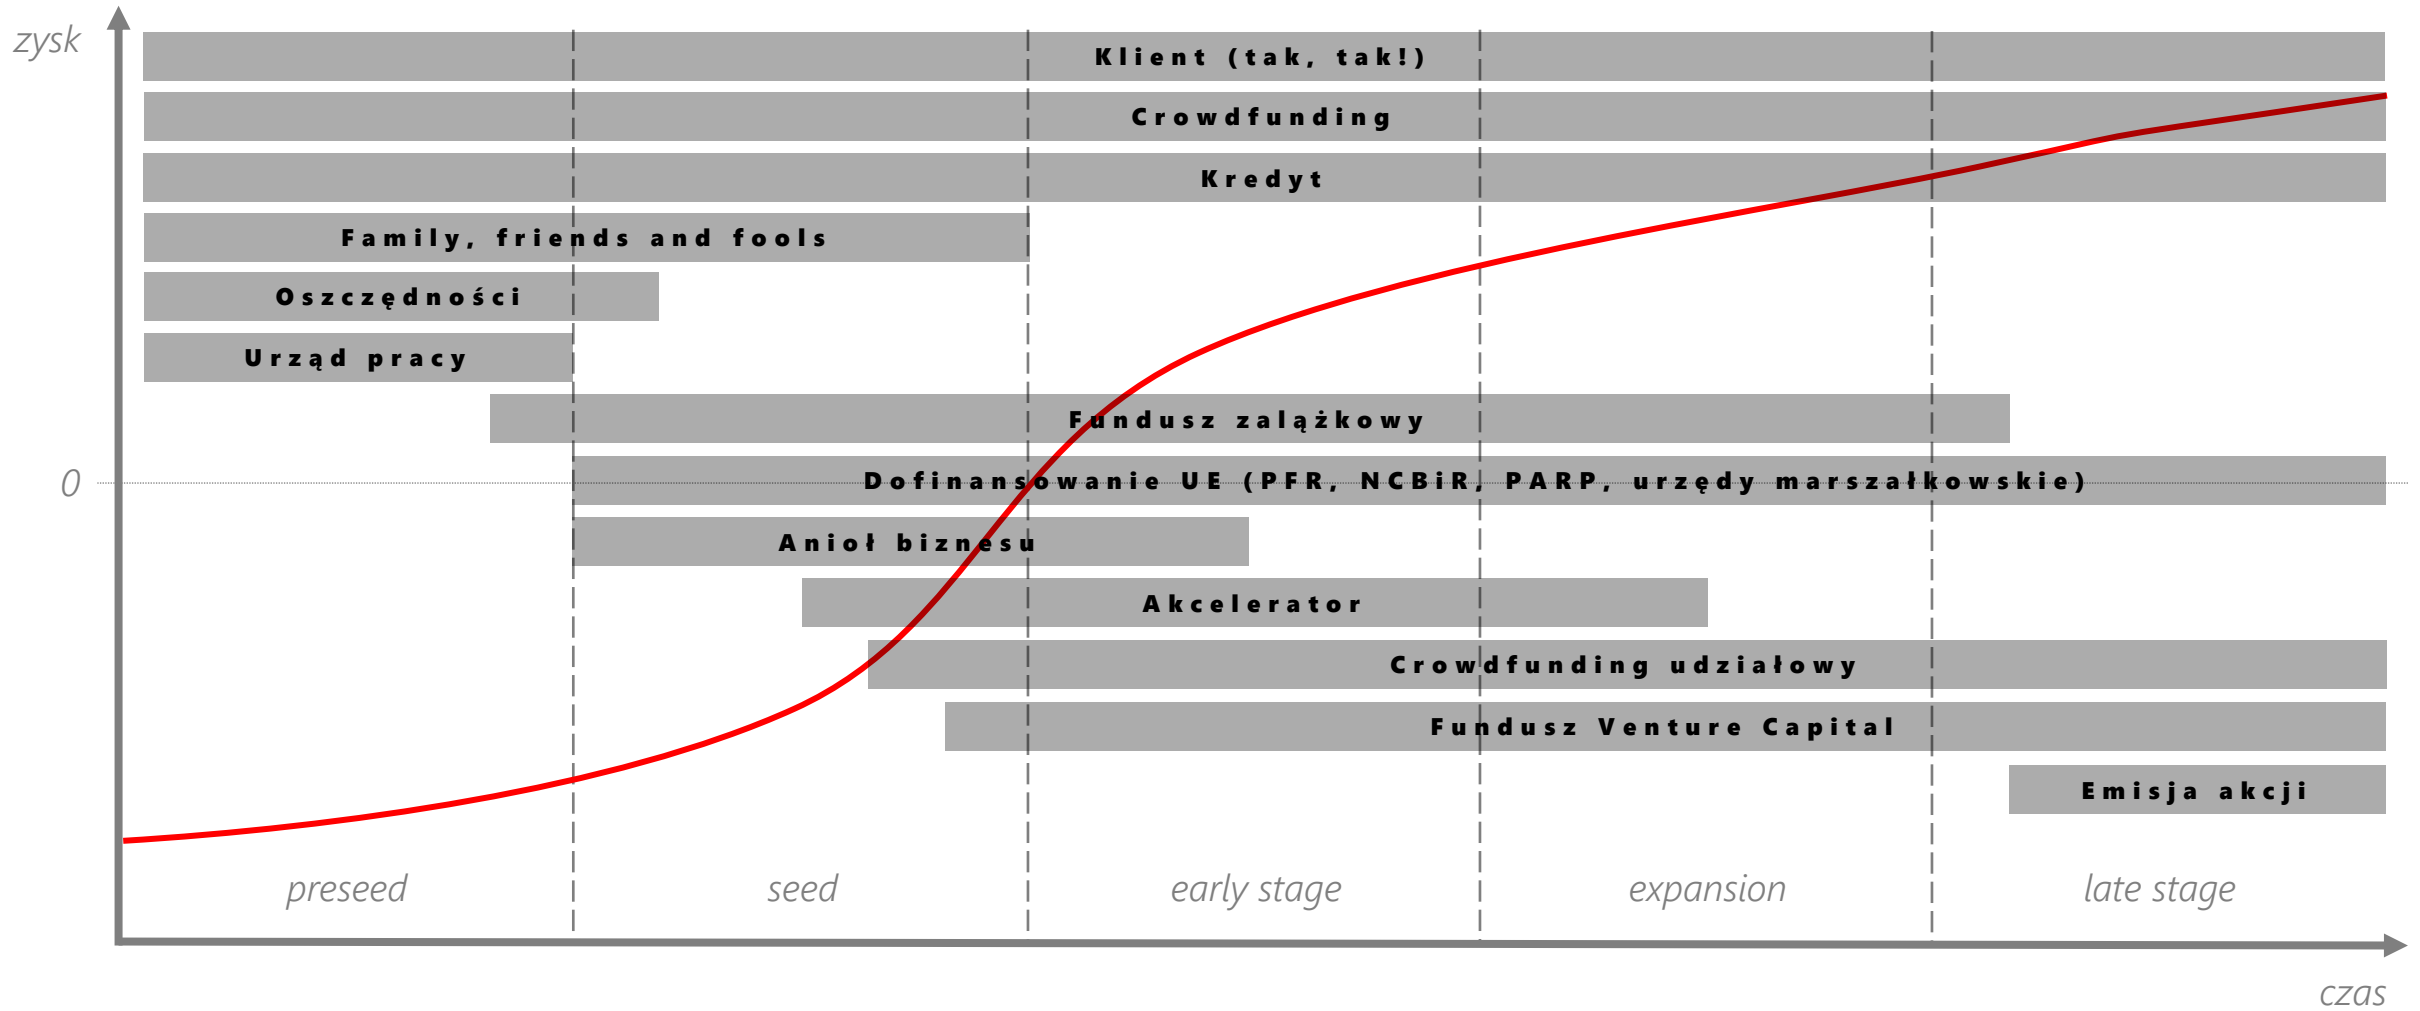 zysk
Klient (tak, tak!)
Crowdfunding
Kredyt
Family, friends and fools
Oszczędności
Urząd pracy
Fundusz zalążkowy
0
Dofinansowanie UE (PFR, NCBiR, PARP, urzędy marszałkowskie)
Anioł biznesu
Akcelerator
Crowdfunding udziałowy
Fundusz Venture Capital
Emisja akcji
preseed
seed
early stage
expansion
late stage
czas